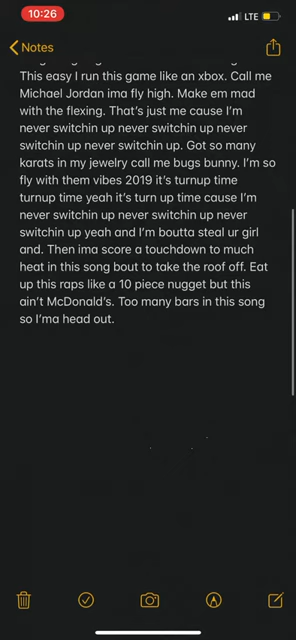 10:26
LTE
Notes
This easy I run this game like an xbox. Call me
Michael Jordan ima fly high. Make em mad
with the flexing. That's just me cause I'm
never switchin up never switchin up never
switchin up never switchin up. Got so many
karats in my jewelry call me bugs bunny. I'm so
fly with them vibes 2019 it's turnup time
turnup time yeah it's turn up time cause I'm
never switchin up never switchin up never
switchin up yeah and I'm boutta steal ur girl
and. Then ima score a touchdown to much
heat in this song bout to take the roof off. Eat
up this raps like a 10 piece nugget but this
ain't McDonald's. Too many bars in this song
so I'ma head out.